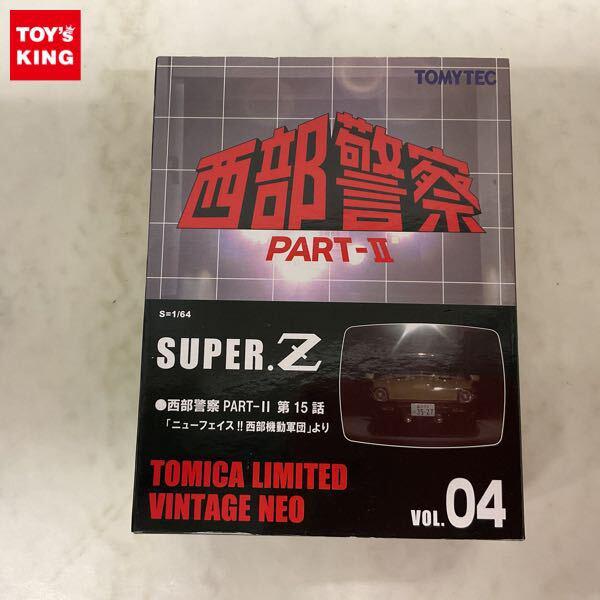 TOY's
KING
TOMYTEC
西部警察
PART-II
S=1/64
SUPER.Z
●西部警察 PART-II 第15話
「ニューフェイス!!西部機動軍団」より
35-27
TOMICA LIMITED
VINTAGE NEO
VOL.04